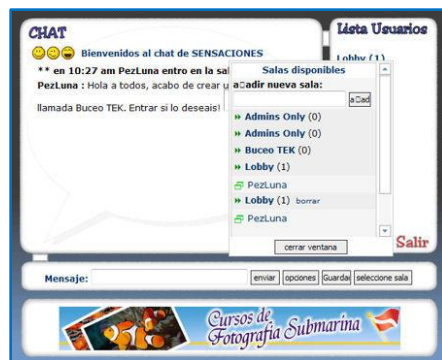 CHAT
Bienvenidos al chat de SENSACIONES
** en 10:27 am PezLuna entro en la sal
PezLuna : Hola a todos, acabo de crear u
llamada Buceo TEK. Entrar si lo deseais!
Lista Usuarios
Lobby (1)
Salas disponibles
a□adir nueva sala:
a□ad
» Admins Only (0)
» Admins Only (0)
» Buceo TEK (0)
» Lobby (1)
PezLuna
» Lobby (1) borrar
PezLuna
cerrar ventana
Salir
Mensaje:
enviar
opciones
Guardar
seleccione sala
Cursos de
Fotografía Submarina